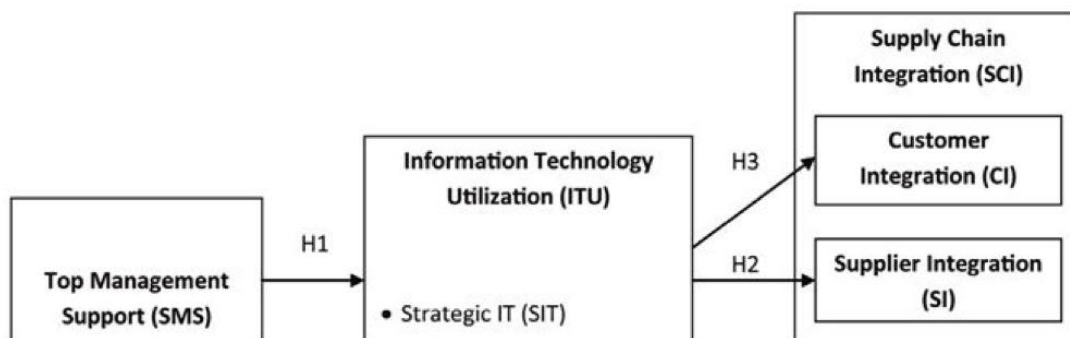 Supply Chain
Integration (SCI)
Customer
Integration (CI)
H3
Information Technology
Utilization (ITU)
H1
H2
Supplier Integration
(SI)
Top Management
Support (SMS)
• Strategic IT (SIT)